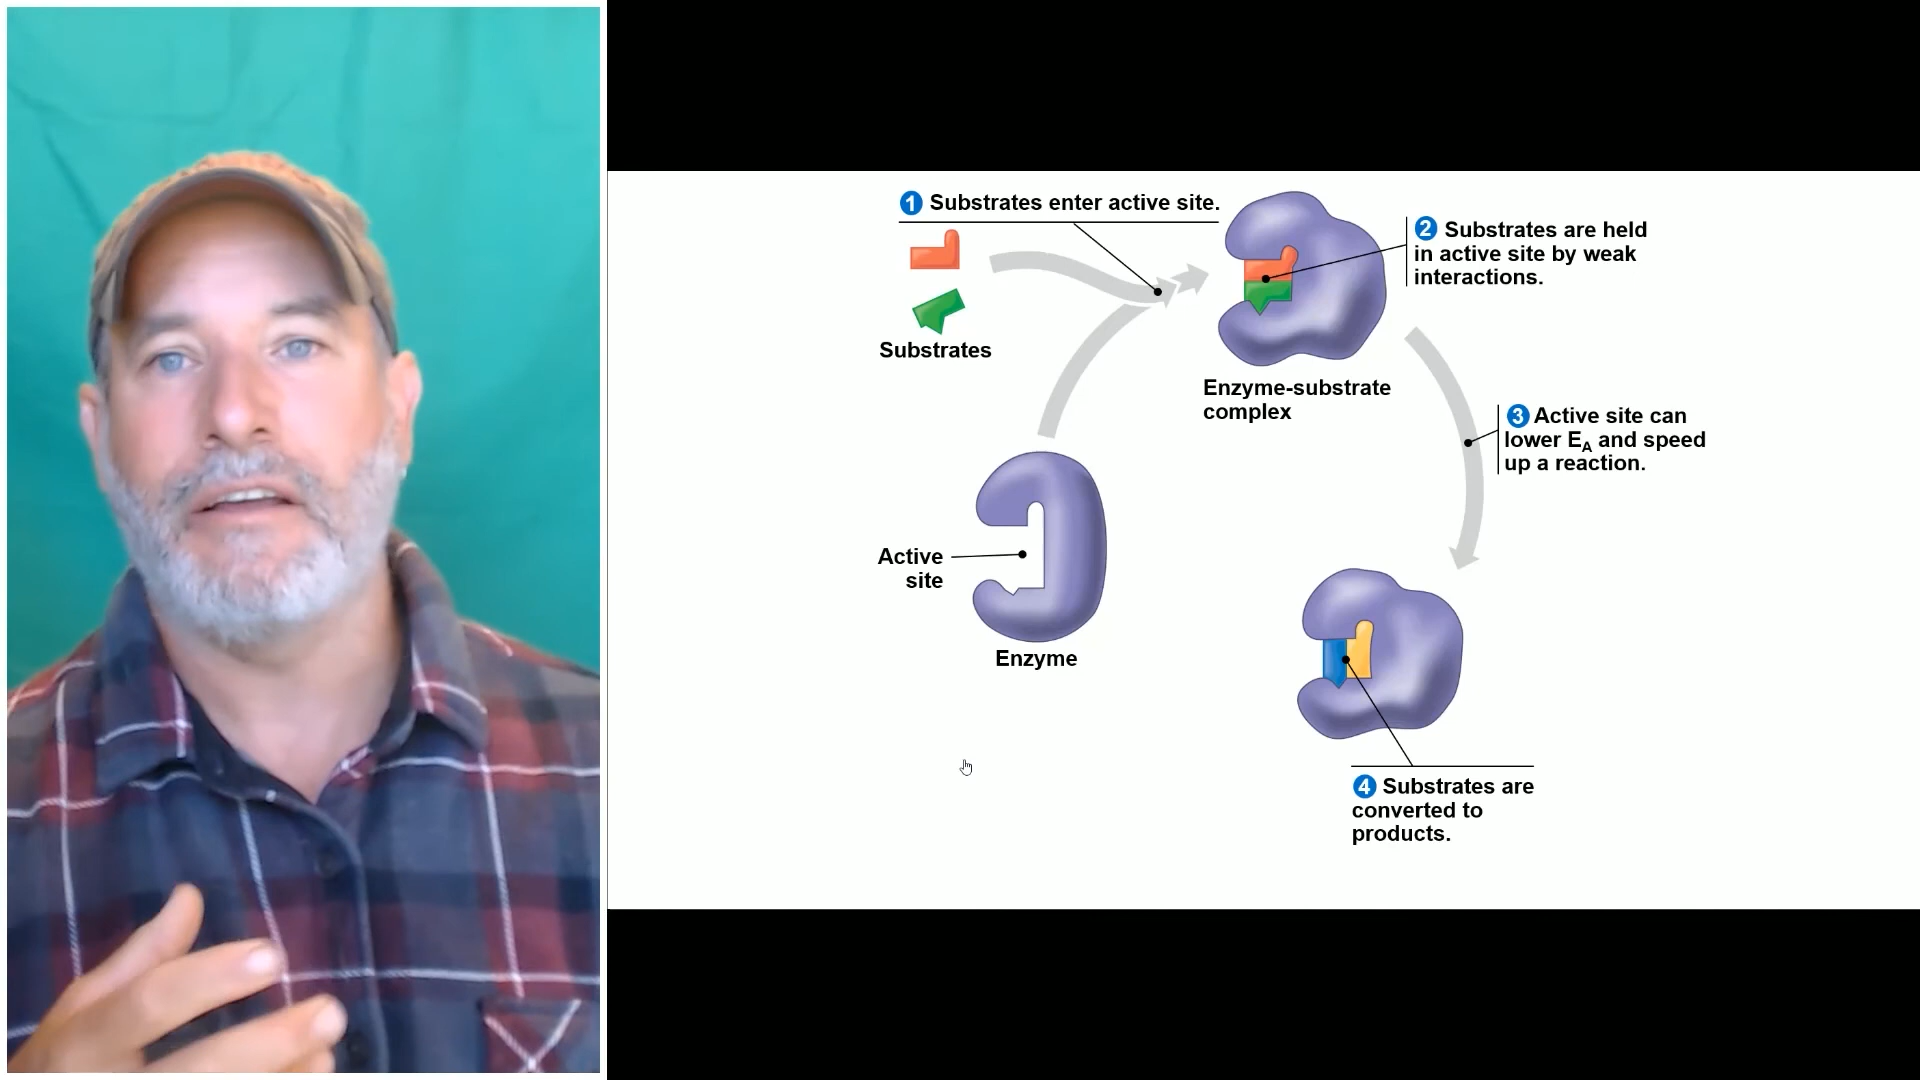 1 Substrates enter active site.
Substrates
2 Substrates are held
in active site by weak
interactions.
Enzyme-substrate
complex
3 Active site can
lower EA and speed
up a reaction.
Active
site
Enzyme
4 Substrates are
converted to
products.